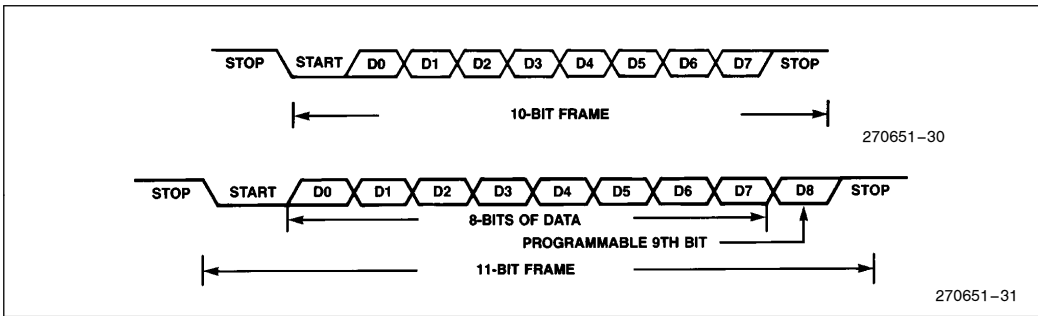 STOP START D0 D1 D2 D3 D4 D5 D6 D7 STOP
10-BIT FRAME
270651-30
STOP START D0 D1 D2 D3 D4 D5 D6 D7 D8 STOP
8-BITS OF DATA
PROGRAMMABLE 9TH BIT
11-BIT FRAME
270651-31